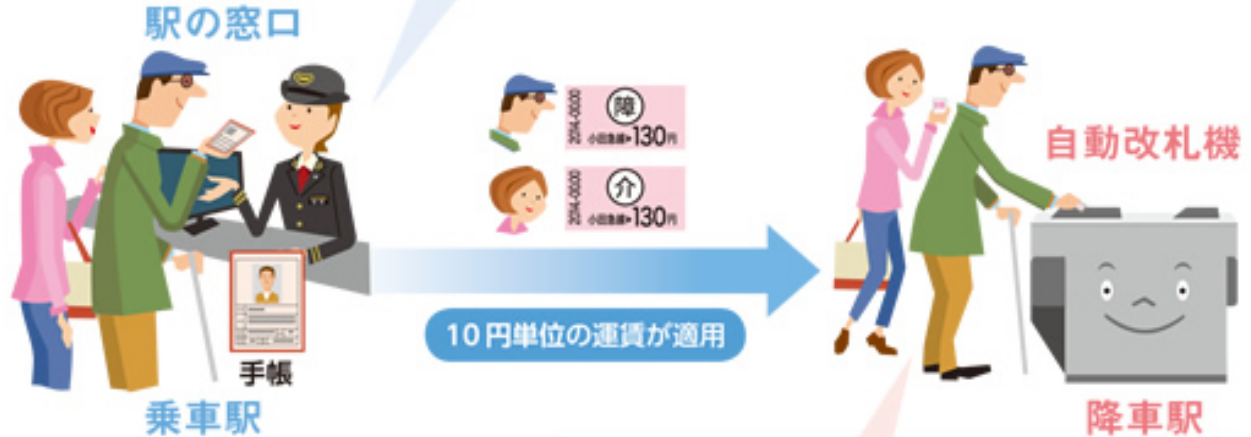 駅の窓口
障
小田急線▶130円
介
小田急線▶130円
自動改札機
10円単位の運賃が適用
手帳
乗車駅
降車駅